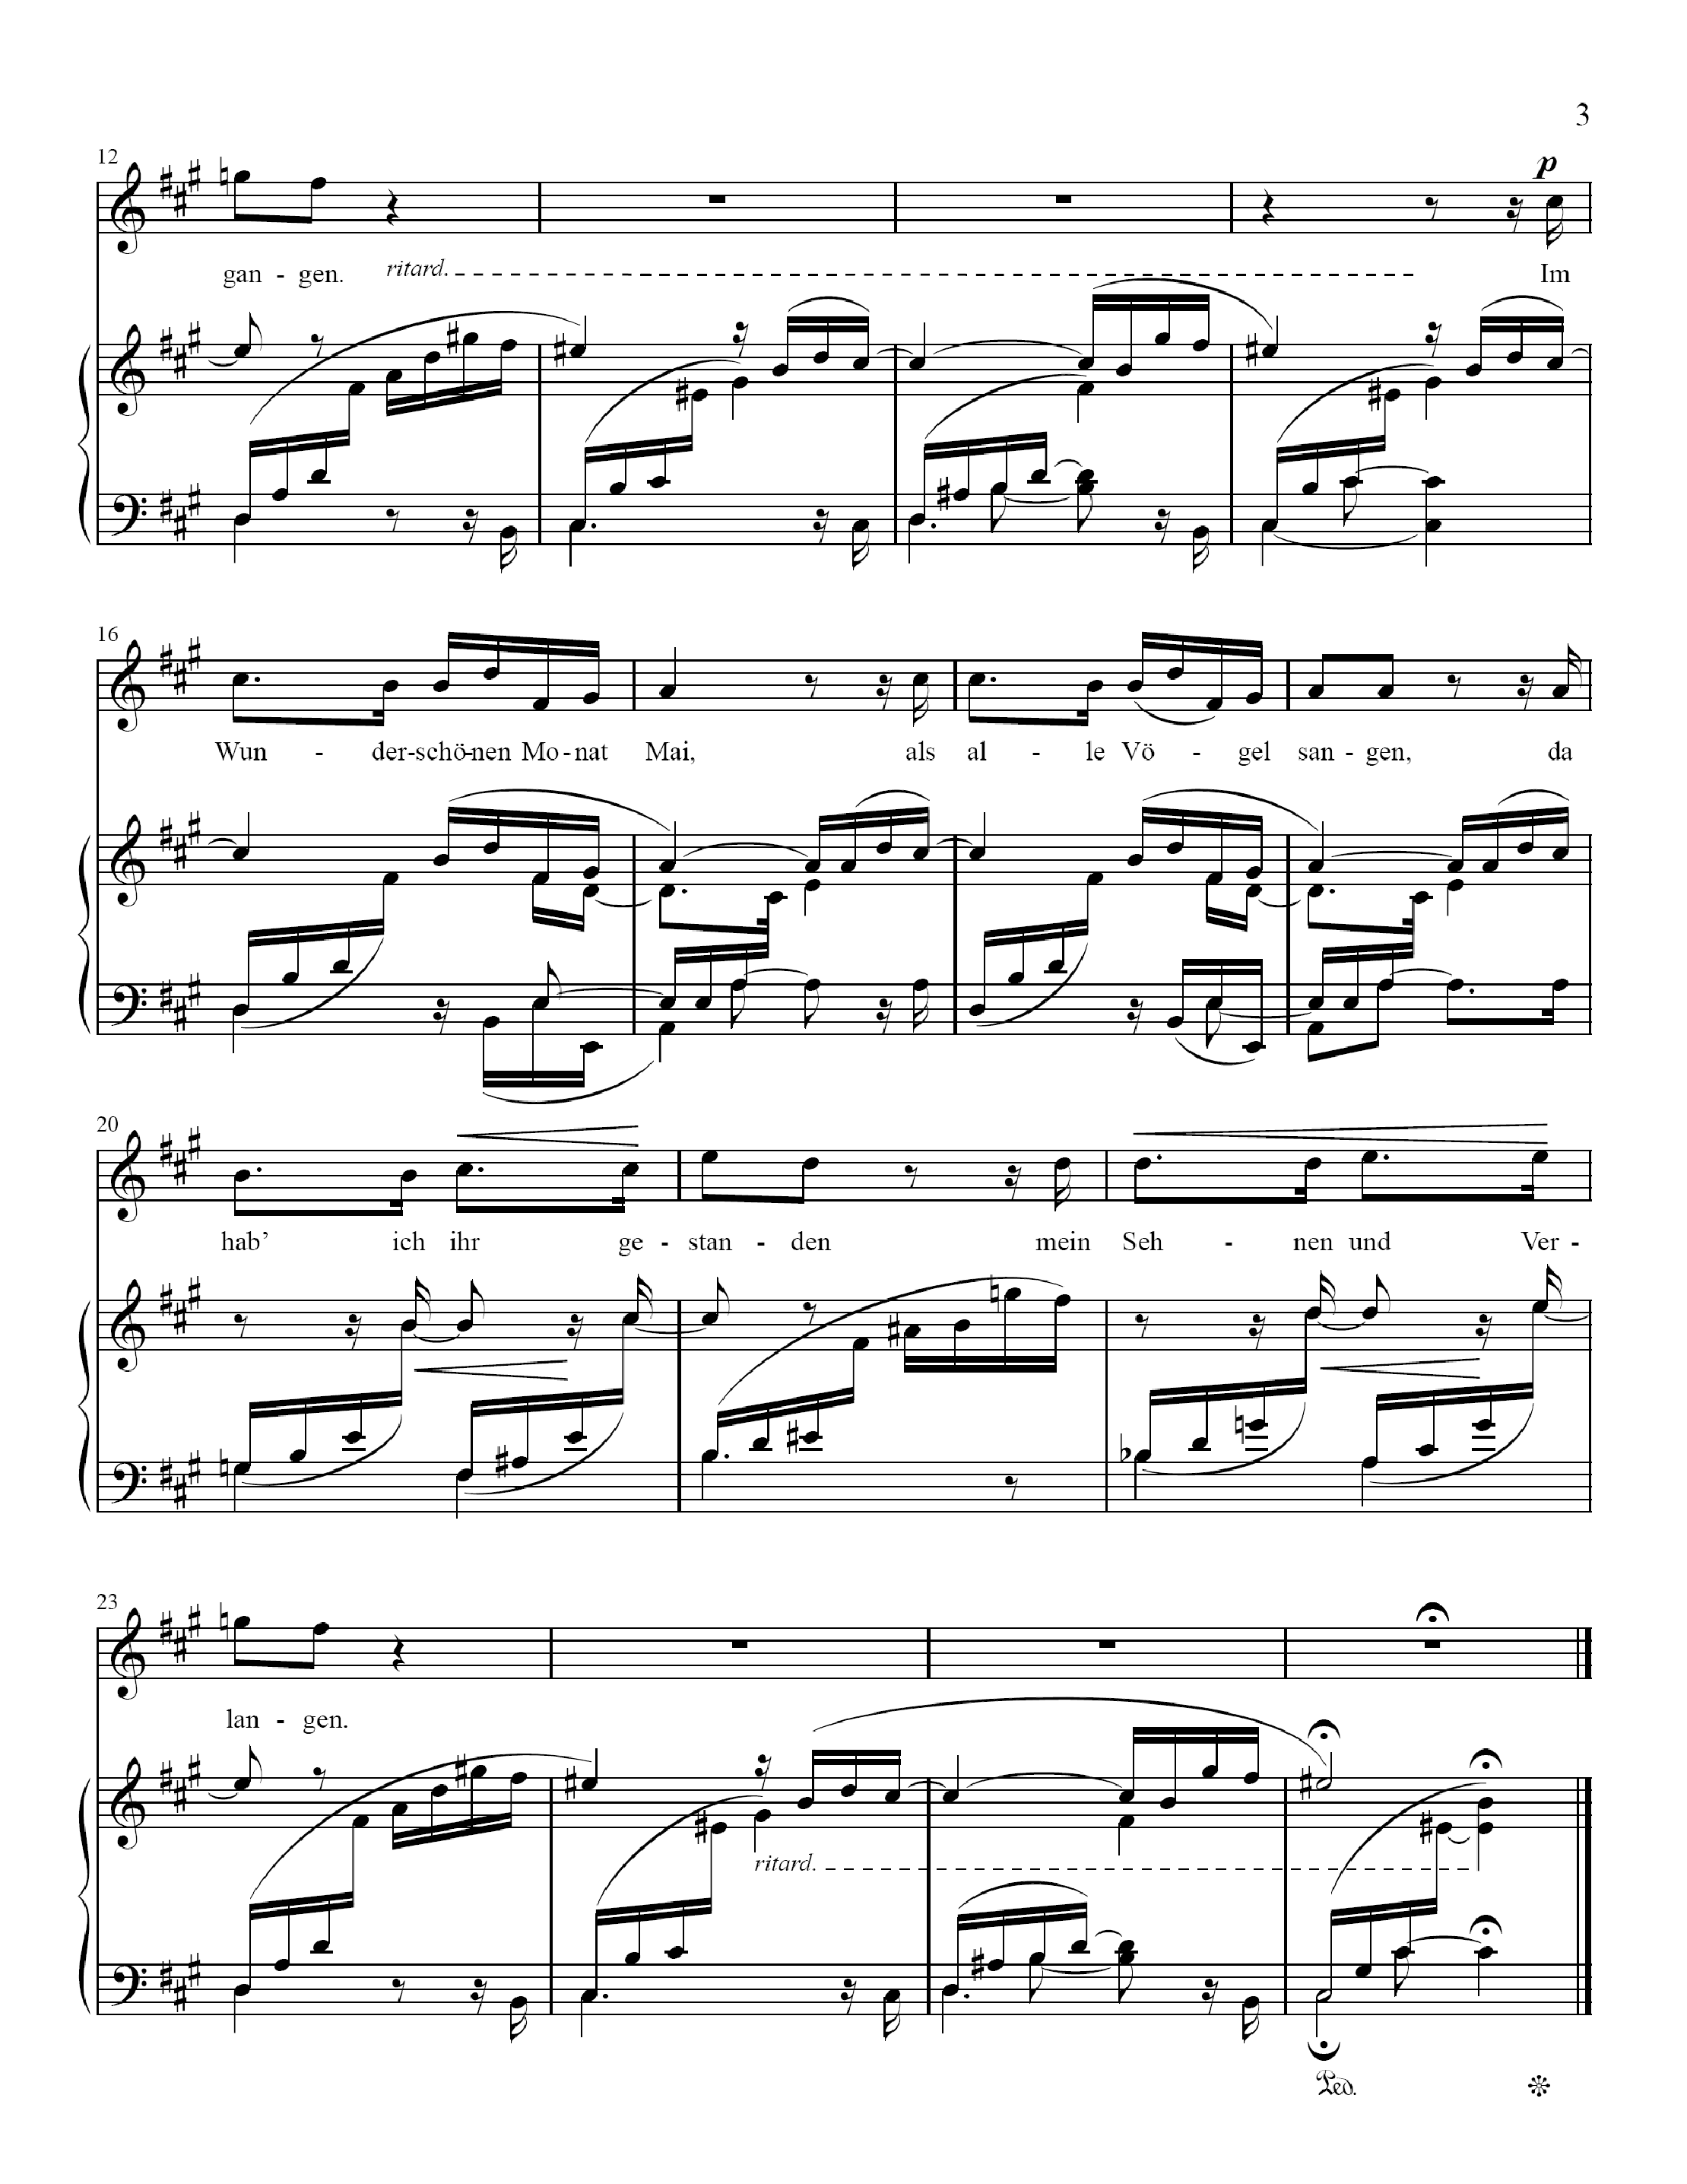 3
12
p
gan - gen. ritard. Im
16
Wun - der-schö-nen Mo-nat Mai, als al - le Vö - gel san - gen, da
20
hab’ ich ihr ge - stan - den mein Seh - nen und Ver -
23
lan - gen.
ritard.
Ped.